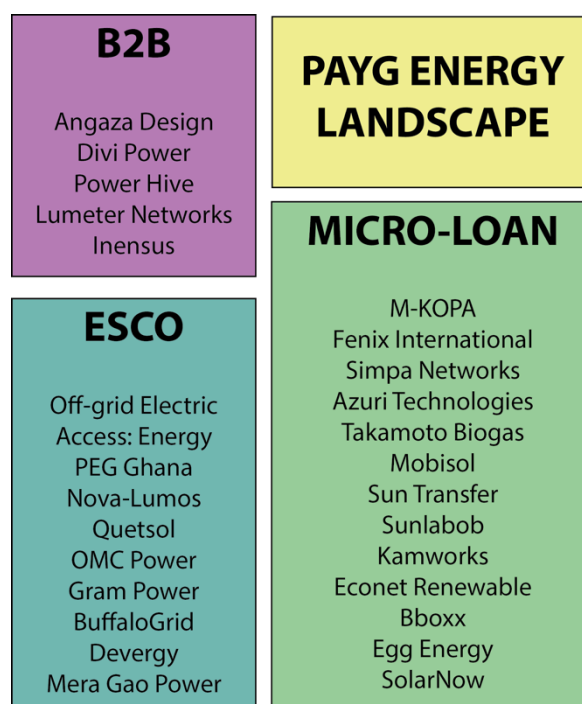 B2B
Angaza Design
Divi Power
Power Hive
Lumeter Networks
Inensus
PAYG ENERGY
LANDSCAPE
ESCO
Off-grid Electric
Access: Energy
PEG Ghana
Nova-Lumos
Quetsol
OMC Power
Gram Power
BuffaloGrid
Devergy
Mera Gao Power
MICRO-LOAN
M-KOPA
Fenix International
Simpa Networks
Azuri Technologies
Takamoto Biogas
Mobisol
Sun Transfer
Sunlabob
Kamworks
Econet Renewable
Bboxx
Egg Energy
SolarNow